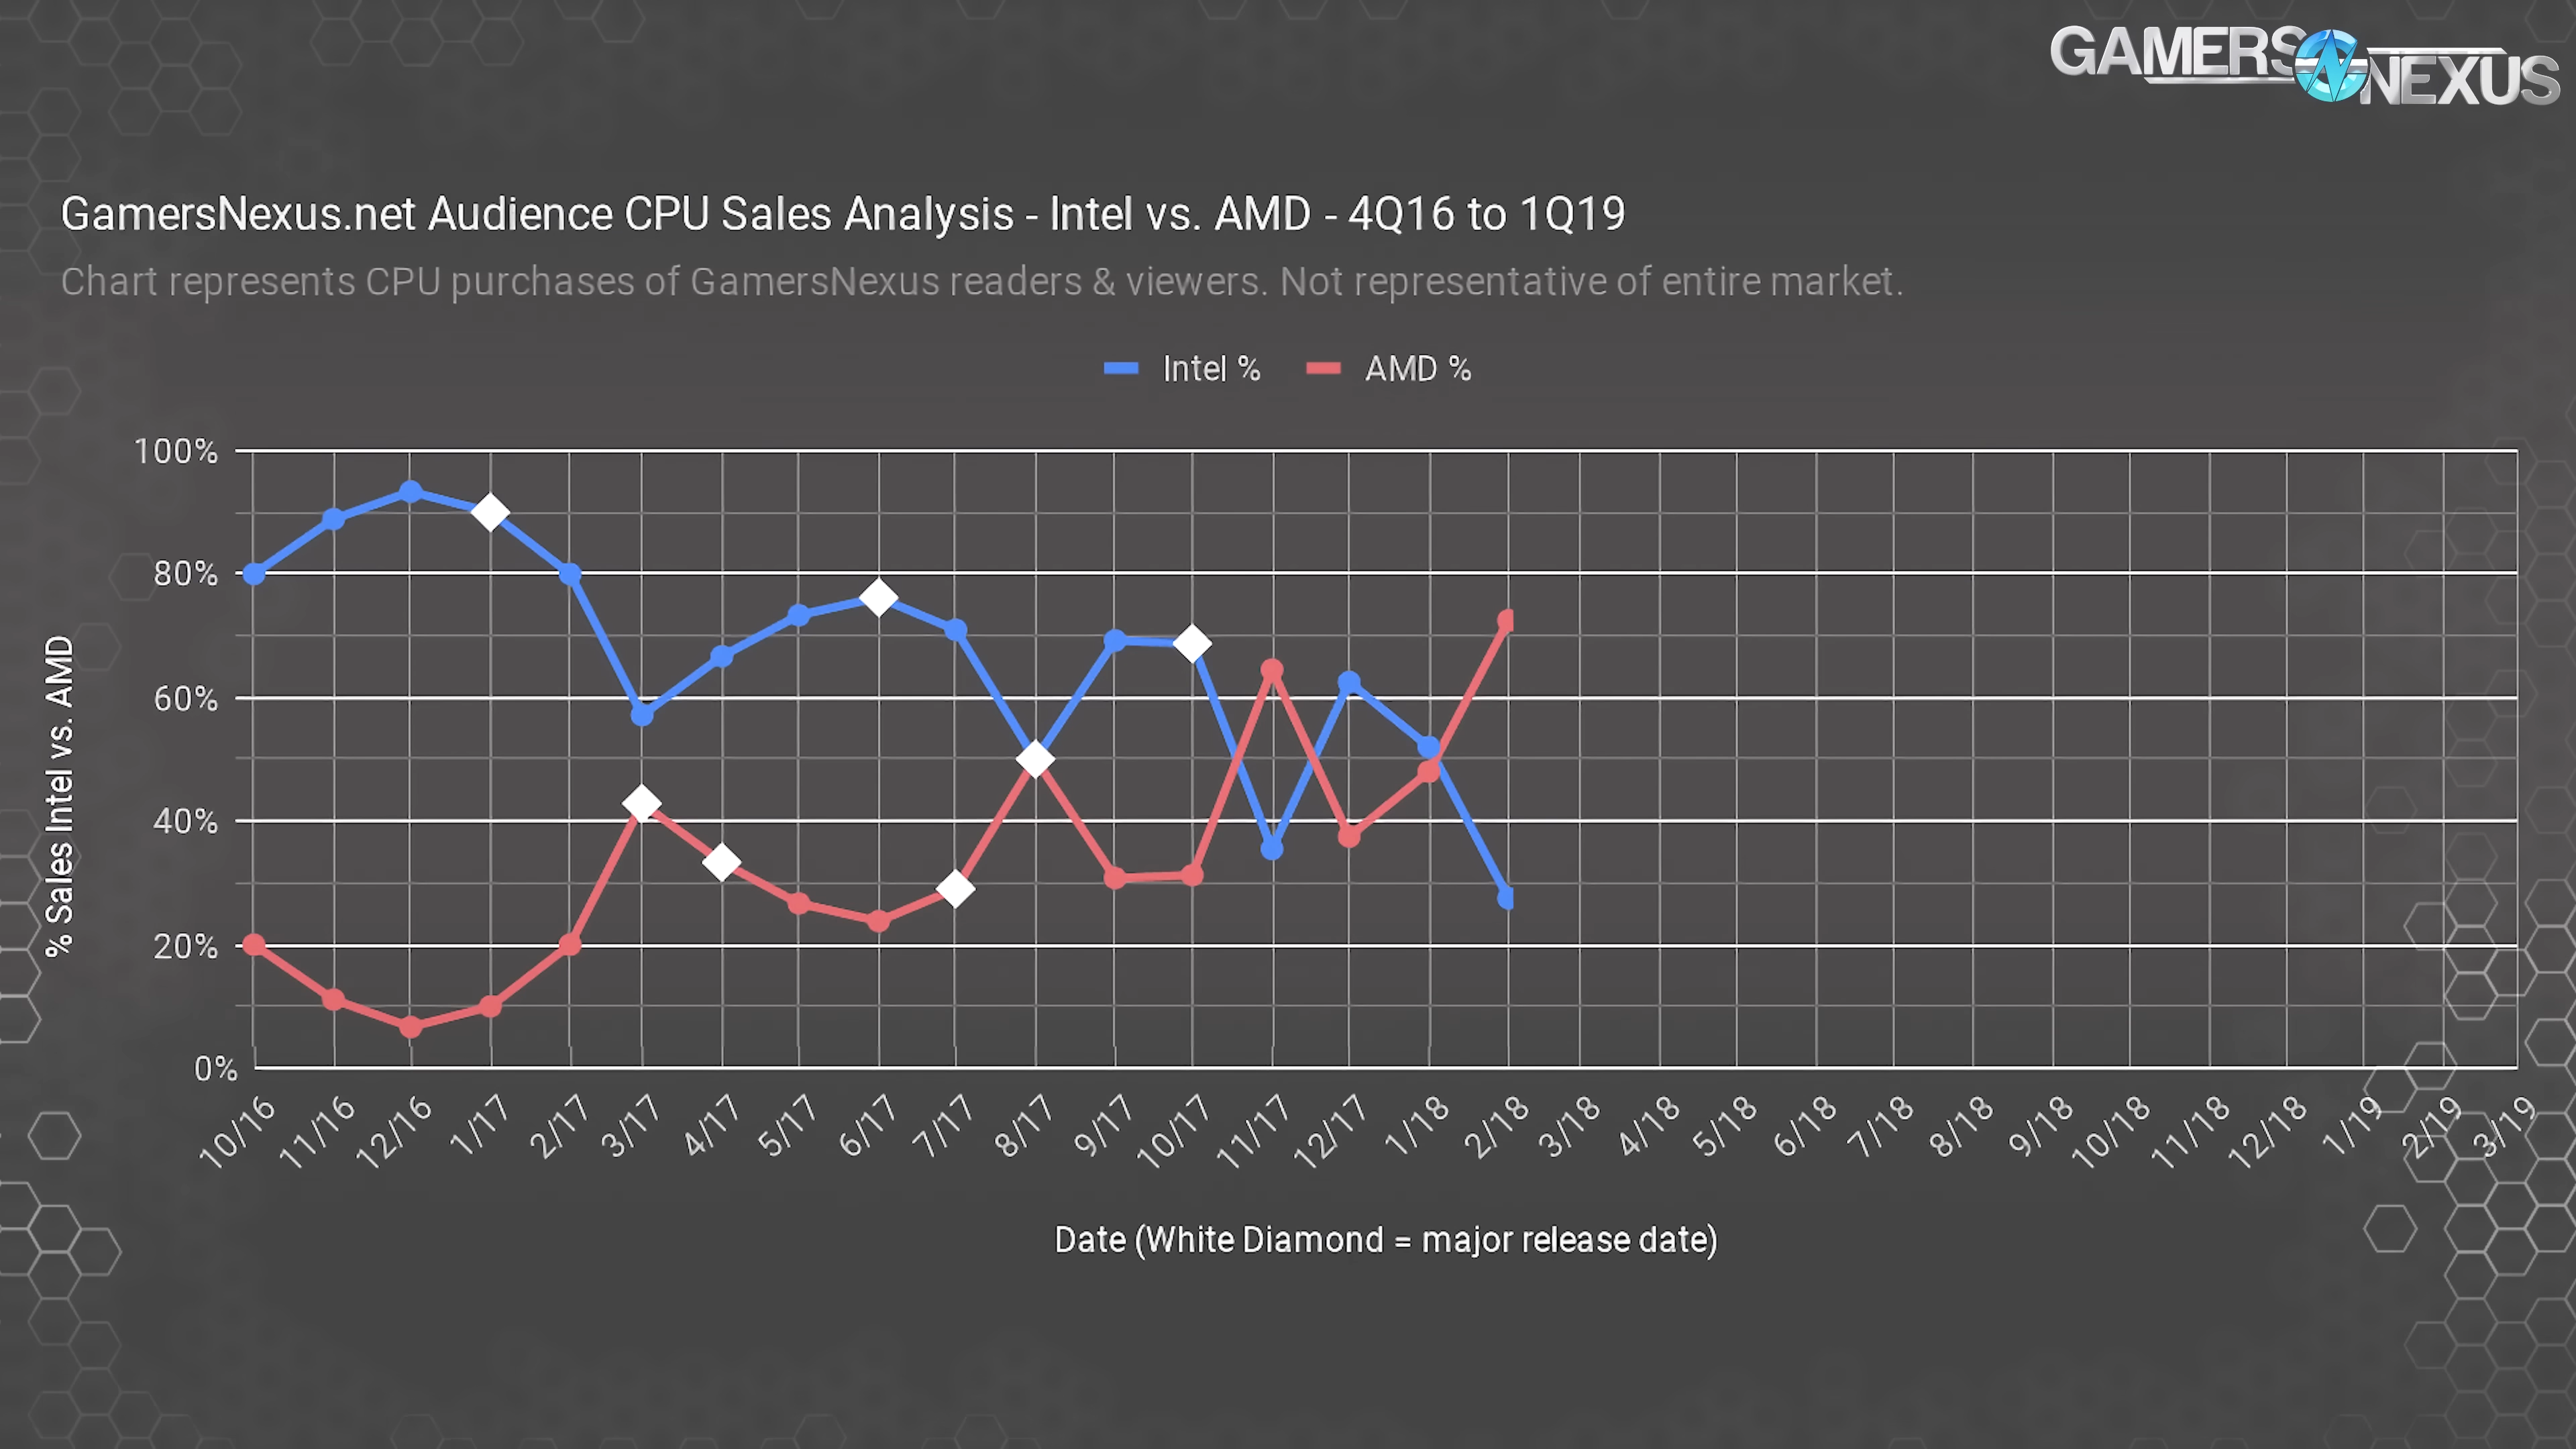 GAMERS NEXUS
GamersNexus.net Audience CPU Sales Analysis - Intel vs. AMD - 4Q16 to 1Q19
Chart represents CPU purchases of GamersNexus readers & viewers. Not representative of entire market.
Intel % AMD %
% Sales Intel vs. AMD
100%
80%
60%
40%
20%
0%
10/16 11/16 12/16 1/17 2/17 3/17 4/17 5/17 6/17 7/17 8/17 9/17 10/17 11/17 12/17 1/18 2/18 3/18 4/18 5/18 6/18 7/18 8/18 9/18 10/18 11/18 12/18 1/19 2/19 3/19
Date (White Diamond = major release date)